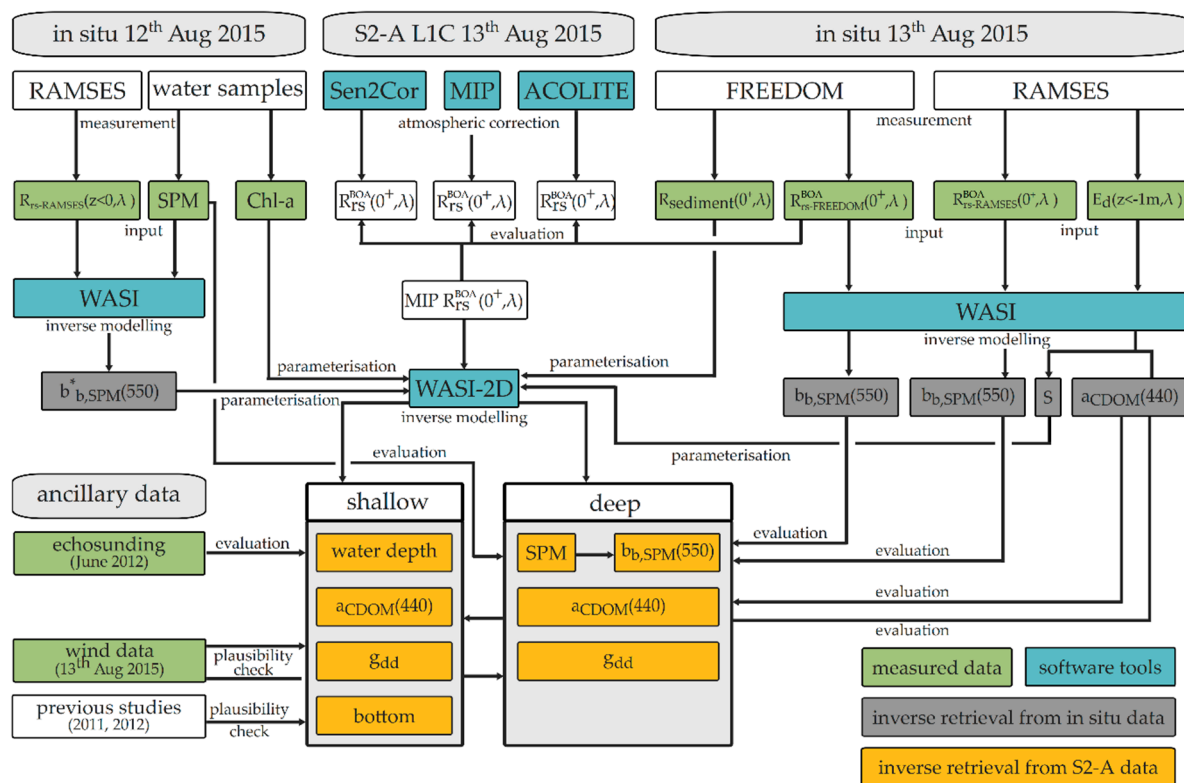 in situ 12th Aug 2015
S2-A L1C 13th Aug 2015
in situ 13th Aug 2015
RAMSES
water samples
Sen2Cor
MIP
ACOLITE
FREEDOM
RAMSES
measurement
atmospheric correction
measurement
Rrs-RAMSES(z<0,λ)
SPM
Chl-a
RrsBOA(0+,λ)
RrsBOA(0+,λ)
RrsBOA(0+,λ)
Rsediment(0+,λ)
Rrs-FREEDOMBOA(0+,λ)
Rrs-RAMSESBOA(0+,λ)
Ed(z<-1m,λ)
input
evaluation
input
input
WASI
MIP RrsBOA(0+,λ)
WASI
inverse modelling
inverse modelling
parameterisation
parameterisation
b*b,SPM(550)
parameterisation
WASI-2D
inverse modelling
bb,SPM(550)
bb,SPM(550)
S
aCDOM(440)
evaluation
parameterisation
ancillary data
shallow
deep
echosounding
(June 2012)
evaluation
water depth
SPM
bb,SPM(550)
evaluation
evaluation
aCDOM(440)
aCDOM(440)
evaluation
evaluation
wind data
(13th Aug 2015)
plausibility
check
gdd
gdd
measured data
software tools
previous studies
(2011, 2012)
plausibility
check
bottom
inverse retrieval from in situ data
inverse retrieval from S2-A data